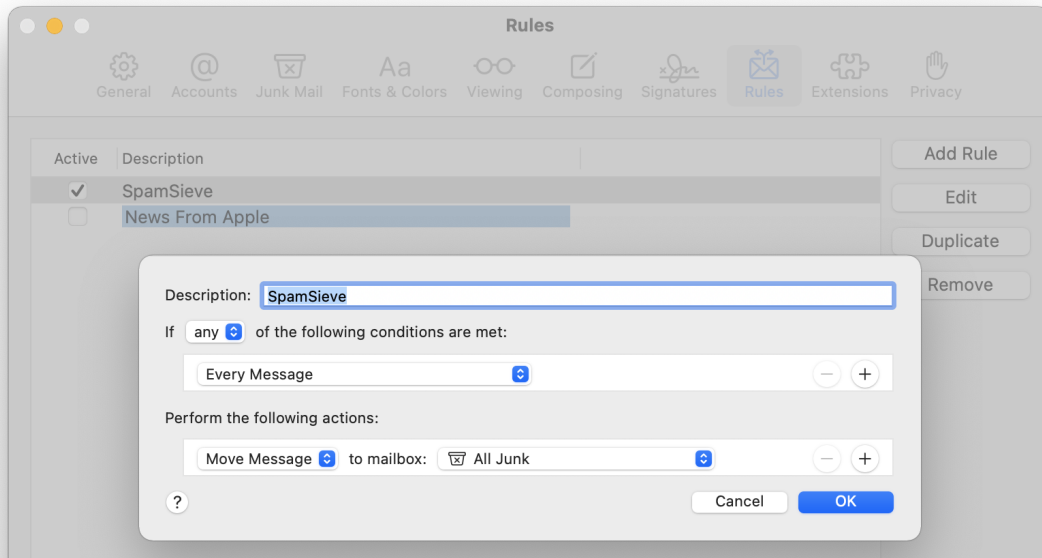 Rules
General Accounts Junk Mail Fonts & Colors Viewing Composing Signatures Rules Extensions Privacy
Active Description
Add Rule
SpamSieve
Edit
News From Apple
Duplicate
Remove
Description: SpamSieve
If any of the following conditions are met:
Every Message
Perform the following actions:
Move Message to mailbox: All Junk
? Cancel OK